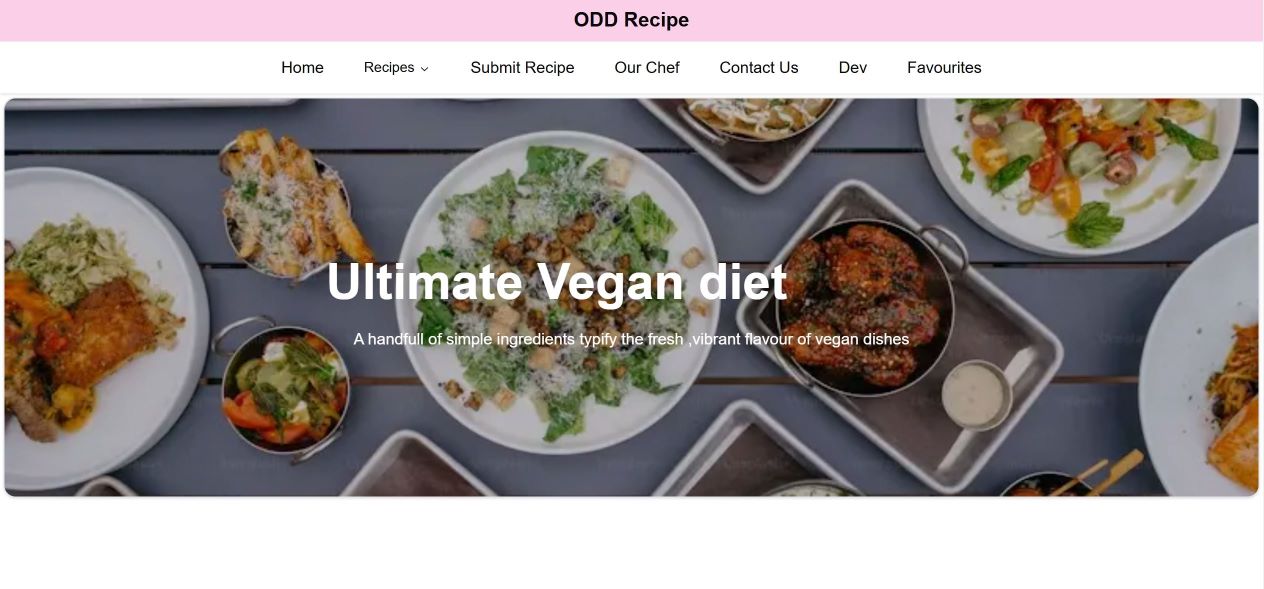 ODD Recipe
Home Recipes Submit Recipe Our Chef Contact Us Dev Favourites
Ultimate Vegan diet
A handfull of simple ingredients typify the fresh ,vibrant flavour of vegan dishes